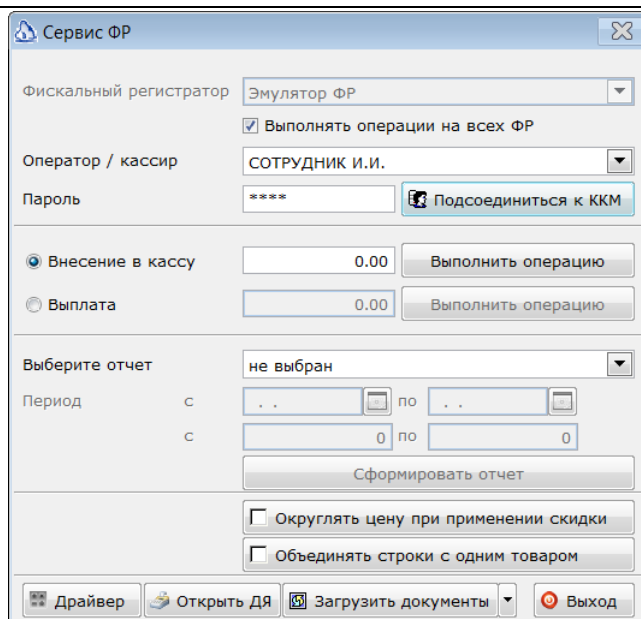 Сервис ФР
Фискальный регистратор Эмулятор ФР
Выполнять операции на всех ФР
Оператор / кассир СОТРУДНИК И.И.
Пароль **** Подсоединиться к ККМ
Внесение в кассу 0.00 Выполнить операцию
Выплата 0.00 Выполнить операцию
Выберите отчет не выбран
Период с . . по . .
с 0 по 0
Сформировать отчет
Округлять цену при применении скидки
Объединять строки с одним товаром
Драйвер Открыть ДЯ Загрузить документы Выход